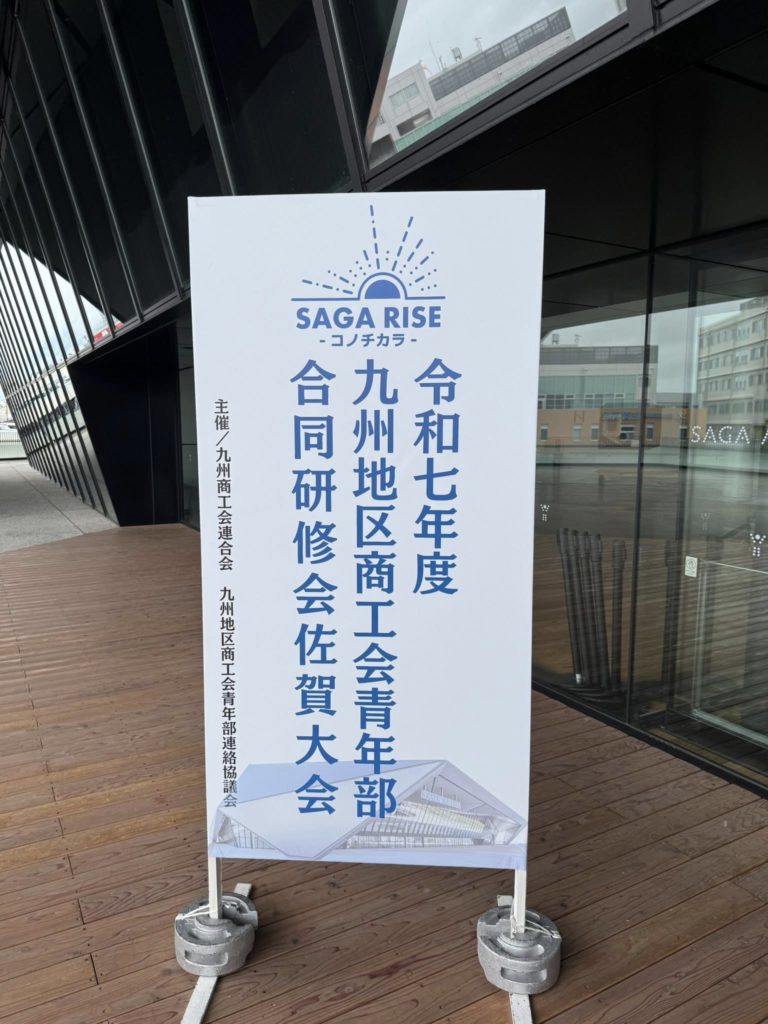 SAGA RISE
- コノチカラ -
令和七年度
九州地区商工会青年部
合同研修会佐賀大会
主催／九州商工会連合会　九州地区商工会青年部連絡協議会
SAGA A